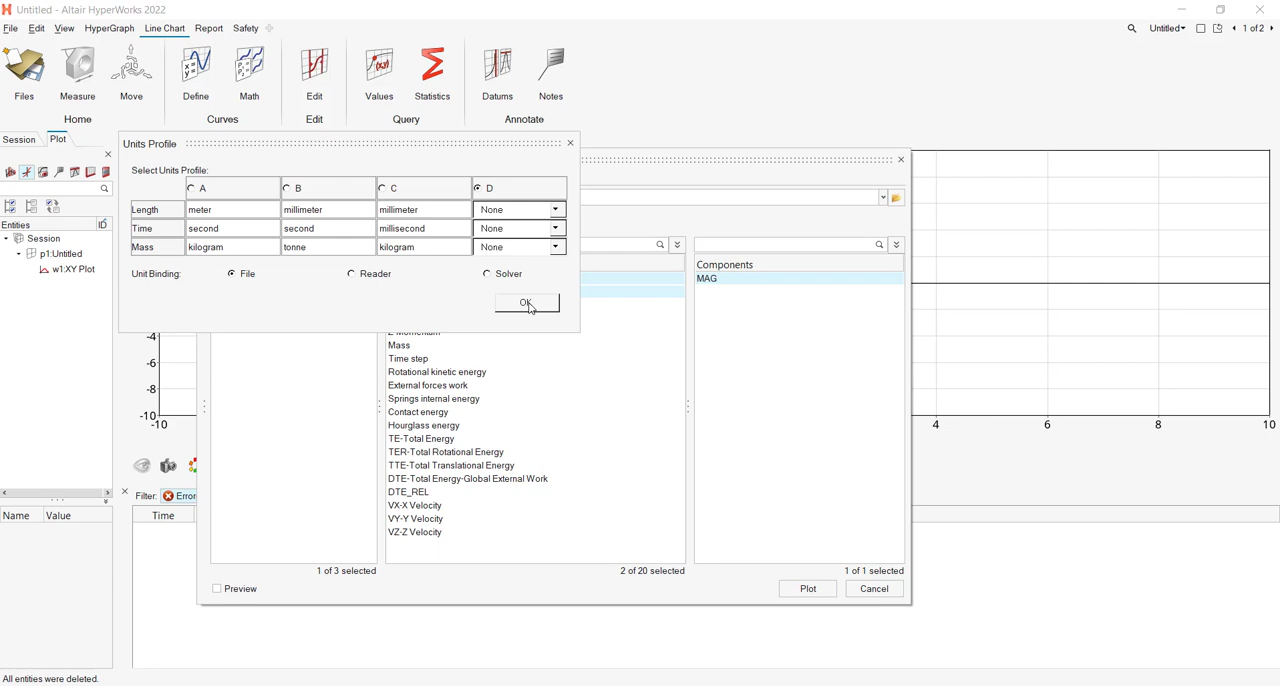 Untitled - Altair HyperWorks 2022
File Edit View HyperGraph Line Chart Report Safety
Untitled 1 of 2
Files Measure Move Define Math Edit Values Statistics Datums Notes
Home Curves Edit Query Annotate
Session Plot
Units Profile
Select Units Profile:
A B C D
Length meter millimeter millimeter None
Time second second millisecond None
Mass kilogram tonne kilogram None
Unit Binding: File Reader Solver
OK
Entities ID
Session
p1:Untitled
w1:XY Plot
Components
MAG
Mass
Time step
Rotational kinetic energy
External forces work
Springs internal energy
Contact energy
Hourglass energy
TE-Total Energy
TER-Total Rotational Energy
TTE-Total Translational Energy
DTE-Total Energy-Global External Work
DTE_REL
VX-X Velocity
VY-Y Velocity
VZ-Z Velocity
1 of 3 selected 2 of 20 selected 1 of 1 selected
Preview Plot Cancel
-4
-6
-8
-10
-10 4 6 8 10
Filter: Error
Name Value Time
All entities were deleted.